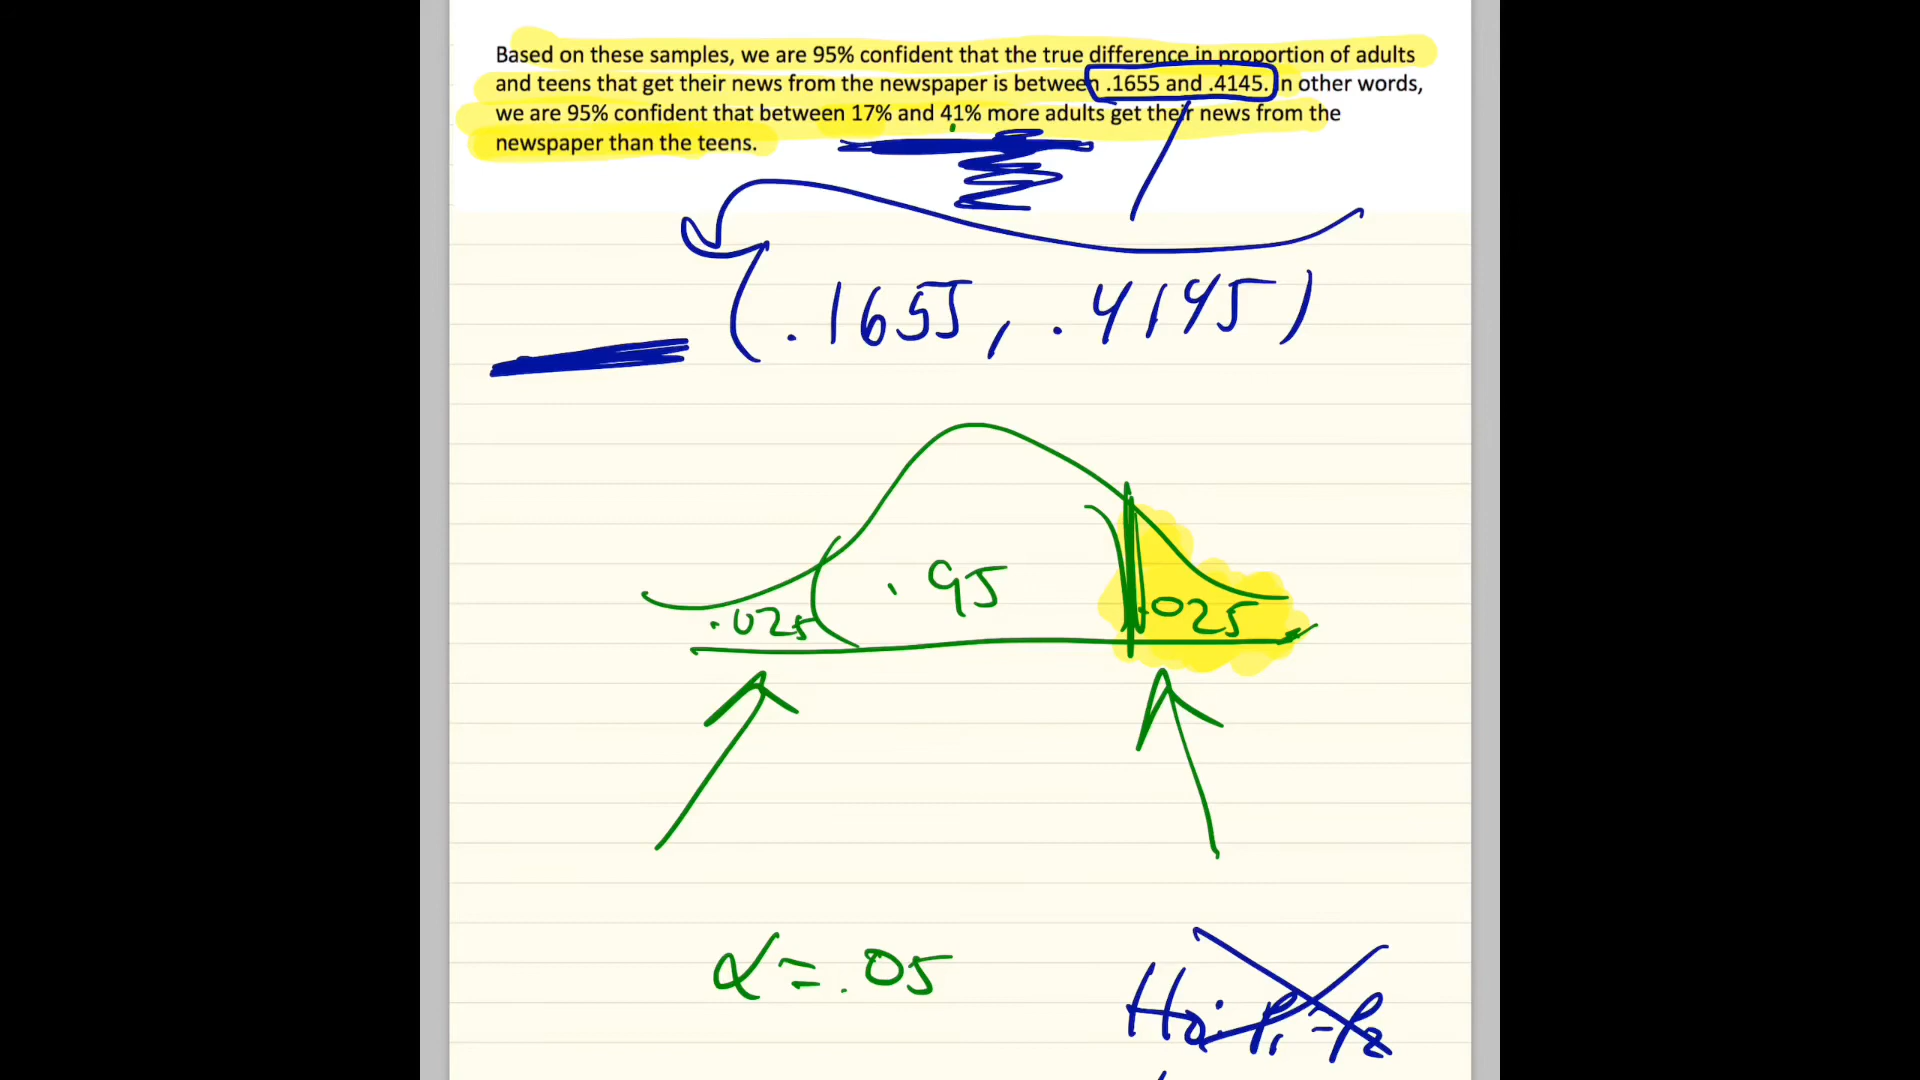 Based on these samples, we are 95% confident that the true difference in proportion of adults
and teens that get their news from the newspaper is between .1655 and .4145. In other words,
we are 95% confident that between 17% and 41% more adults get their news from the
newspaper than the teens.
(.1655, .4145)
.95
.025 .025
α = .05
H₀: P₁ - P₂